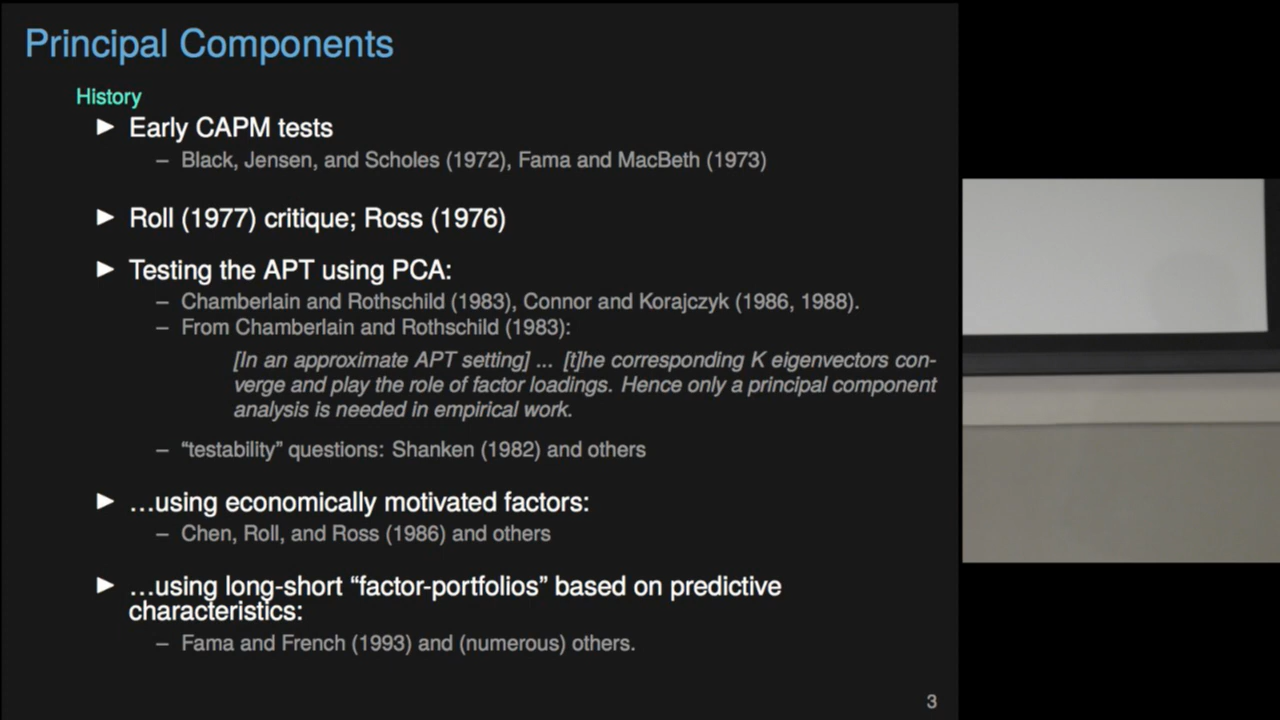 Principal Components
History
► Early CAPM tests
– Black, Jensen, and Scholes (1972), Fama and MacBeth (1973)
► Roll (1977) critique; Ross (1976)
► Testing the APT using PCA:
– Chamberlain and Rothschild (1983), Connor and Korajczyk (1986, 1988).
– From Chamberlain and Rothschild (1983):
[In an approximate APT setting] ... [t]he corresponding K eigenvectors con-
verge and play the role of factor loadings. Hence only a principal component
analysis is needed in empirical work.
– “testability” questions: Shanken (1982) and others
► ...using economically motivated factors:
– Chen, Roll, and Ross (1986) and others
► ...using long-short “factor-portfolios” based on predictive
characteristics:
– Fama and French (1993) and (numerous) others.
3